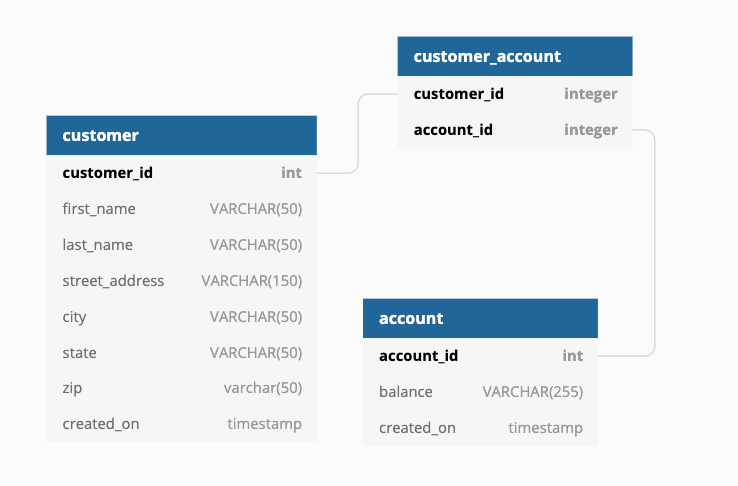 customer_account
customer_id integer
account_id integer
customer
customer_id int
first_name VARCHAR(50)
last_name VARCHAR(50)
street_address VARCHAR(150)
city VARCHAR(50)
state VARCHAR(50)
zip varchar(50)
created_on timestamp
account
account_id int
balance VARCHAR(255)
created_on timestamp